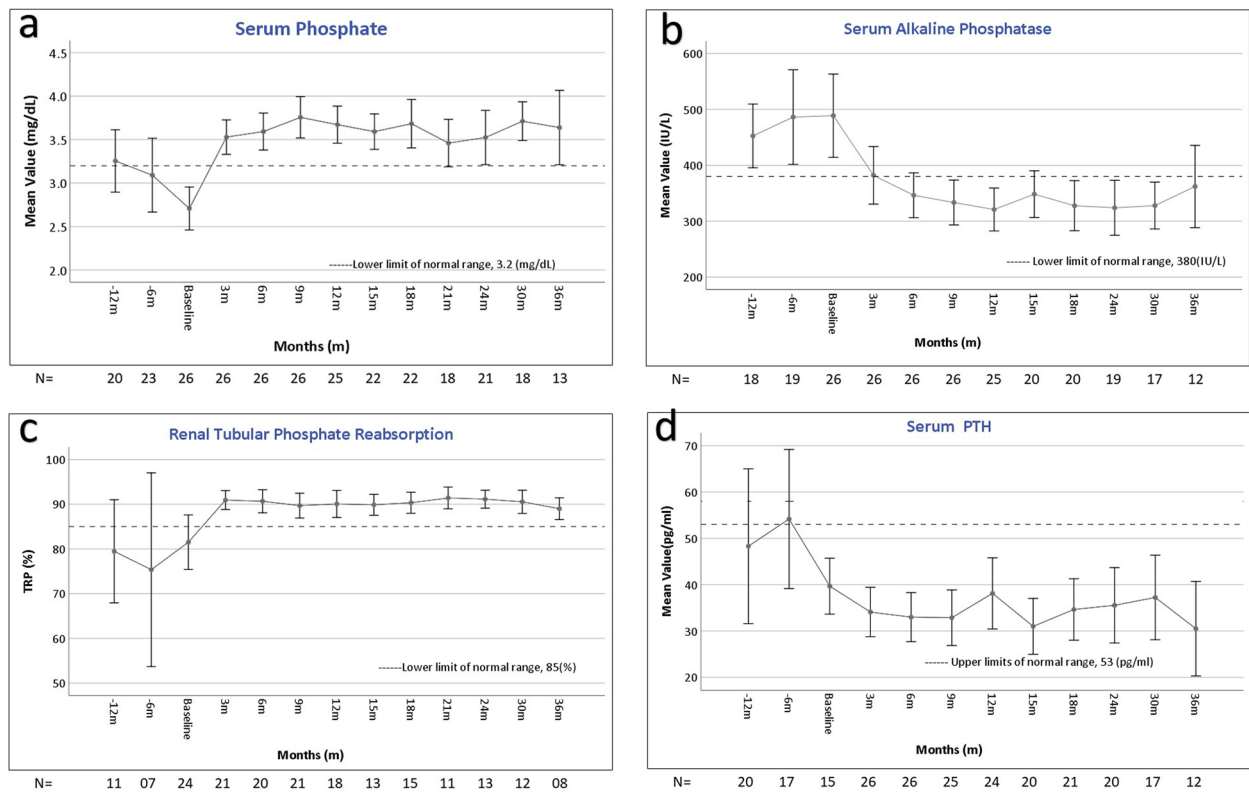 a
Serum Phosphate
4.5
4.0
3.5
3.0
2.5
2.0
Mean Value (mg/dL)
------Lower limit of normal range, 3.2 (mg/dL)
-12m -6m Baseline 3m 6m 9m 12m 15m 18m 21m 24m 30m 36m
Months (m)
N= 20 23 26 26 26 26 25 22 22 18 21 18 13
b
Serum Alkaline Phosphatase
600
500
400
300
200
Mean Value (IU/L)
------ Lower limit of normal range, 380(IU/L)
-12m -6m Baseline 3m 6m 9m 12m 15m 18m 24m 30m 36m
Months (m)
N= 18 19 26 26 26 26 25 20 20 19 17 12
c
Renal Tubular Phosphate Reabsorption
100
90
80
70
60
50
TRP (%)
------Lower limit of normal range, 85(%)
-12m -6m Baseline 3m 6m 9m 12m 15m 18m 21m 24m 30m 36m
Months (m)
N= 11 07 24 21 20 21 18 13 15 11 13 12 08
d
Serum PTH
70
60
50
40
30
20
Mean Value(pg/ml)
------ Upper limits of normal range, 53 (pg/ml)
-12m -6m Baseline 3m 6m 9m 12m 15m 18m 24m 30m 36m
Months (m)
N= 20 17 15 26 26 25 24 20 21 20 17 12